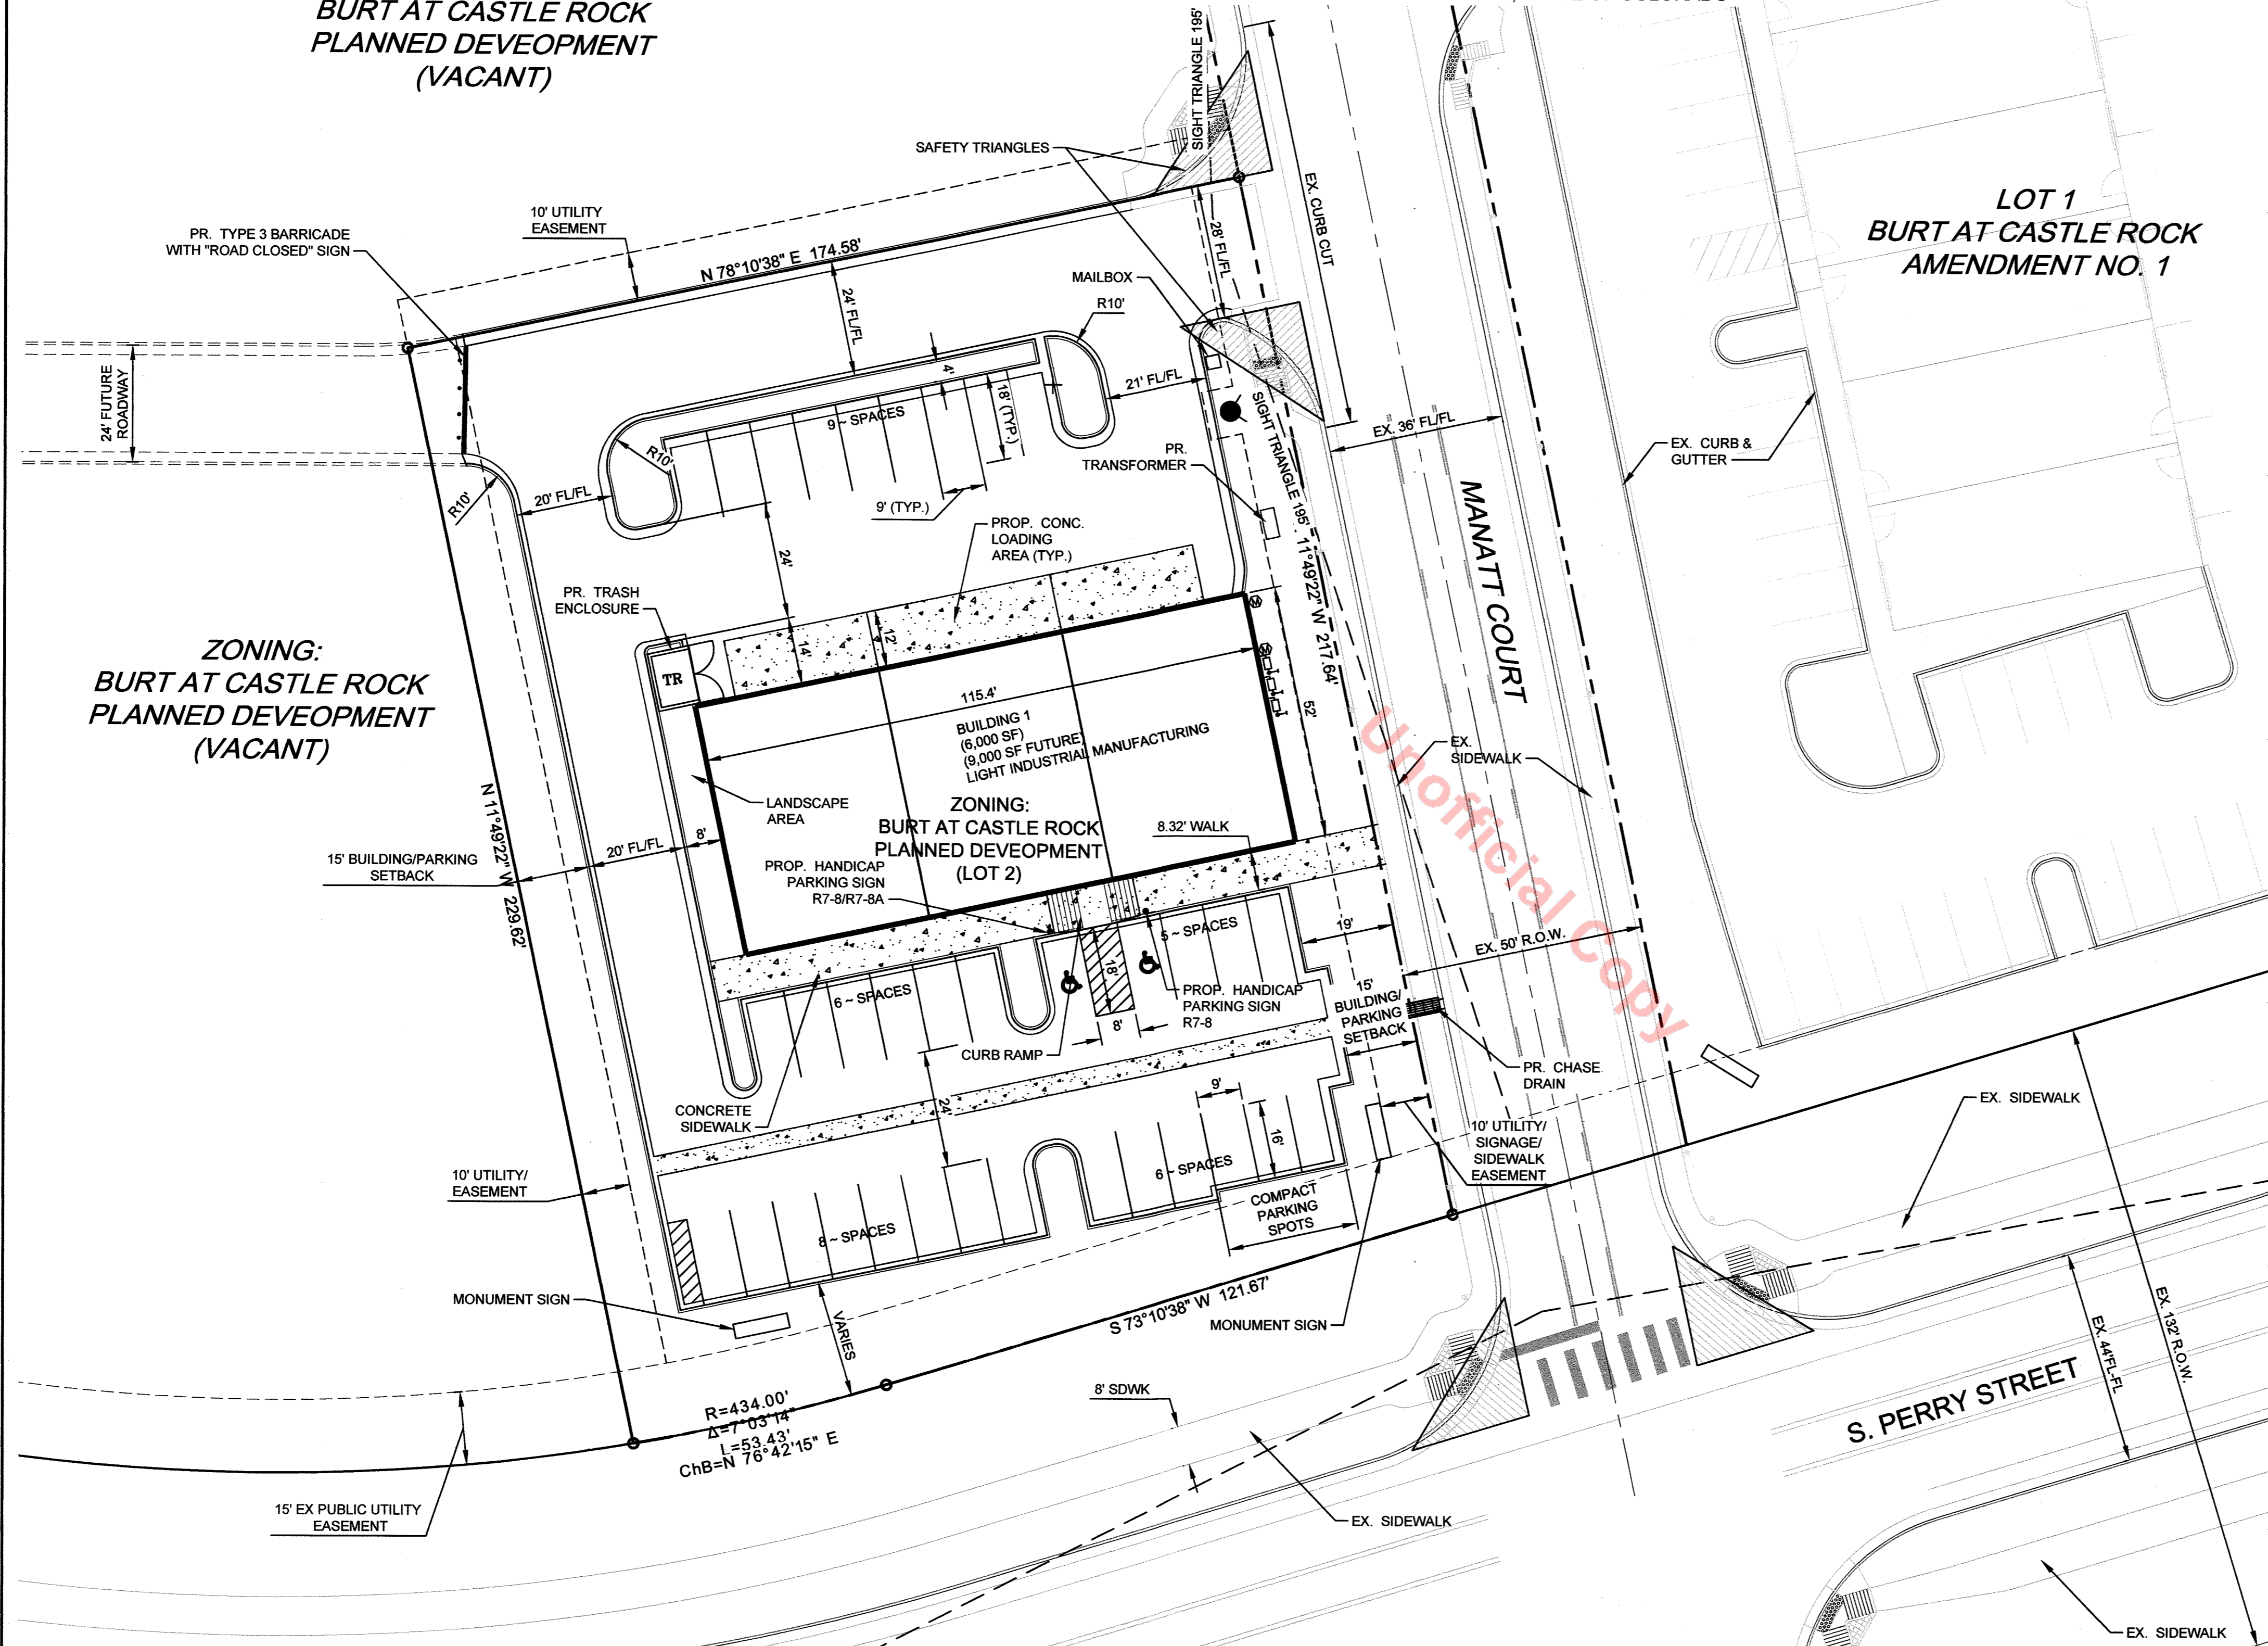 BURT AT CASTLE ROCK
PLANNED DEVEOPMENT
(VACANT)
SIGHT TRIANGLE 195'
SAFETY TRIANGLES
EX. CURB CUT
LOT 1
BURT AT CASTLE ROCK
AMENDMENT NO. 1
10' UTILITY
EASEMENT
PR. TYPE 3 BARRICADE
WITH "ROAD CLOSED" SIGN
N 78°10'38" E 174.58'
28' FL/FL
MAILBOX
R10'
24' FL/FL
24' FUTURE
ROADWAY
4'
21' FL/FL
18' (TYP.)
9 ~ SPACES
SIGHT TRIANGLE 195'
EX. 36' FL/FL
EX. CURB &
GUTTER
R10'
PR.
TRANSFORMER
R10'
20' FL/FL
9' (TYP.)
MANATT COURT
PROP. CONC.
LOADING
AREA (TYP.)
24'
11°49'22" W 217.64'
PR. TRASH
ENCLOSURE
12'
14'
TR
ZONING:
BURT AT CASTLE ROCK
PLANNED DEVEOPMENT
(VACANT)
115.4'
52'
BUILDING 1
(6,000 SF)
(9,000 SF FUTURE)
LIGHT INDUSTRIAL MANUFACTURING
EX.
SIDEWALK
Unofficial Copy
N 11°49'22" W 229.62'
LANDSCAPE
AREA
ZONING:
BURT AT CASTLE ROCK
PLANNED DEVEOPMENT
(LOT 2)
8.32' WALK
8'
20' FL/FL
15' BUILDING/PARKING
SETBACK
PROP. HANDICAP
PARKING SIGN
R7-8/R7-8A
5 ~ SPACES
19'
EX. 50' R.O.W.
18'
6 ~ SPACES
PROP. HANDICAP
PARKING SIGN
R7-8
8'
15'
BUILDING/
PARKING
SETBACK
CURB RAMP
PR. CHASE
DRAIN
CONCRETE
SIDEWALK
24'
9'
16'
EX. SIDEWALK
10' UTILITY/
SIGNAGE/
SIDEWALK
EASEMENT
10' UTILITY/
EASEMENT
6 ~ SPACES
COMPACT
PARKING
SPOTS
8 ~ SPACES
MONUMENT SIGN
VARIES
S 73°10'38" W 121.67'
MONUMENT SIGN
EX. 44'FL-FL
EX. 132' R.O.W.
S. PERRY STREET
8' SDWK
R=434.00'
Δ=7°03'14"
L=53.43'
ChB=N 76°42'15" E
15' EX PUBLIC UTILITY
EASEMENT
EX. SIDEWALK
EX. SIDEWALK